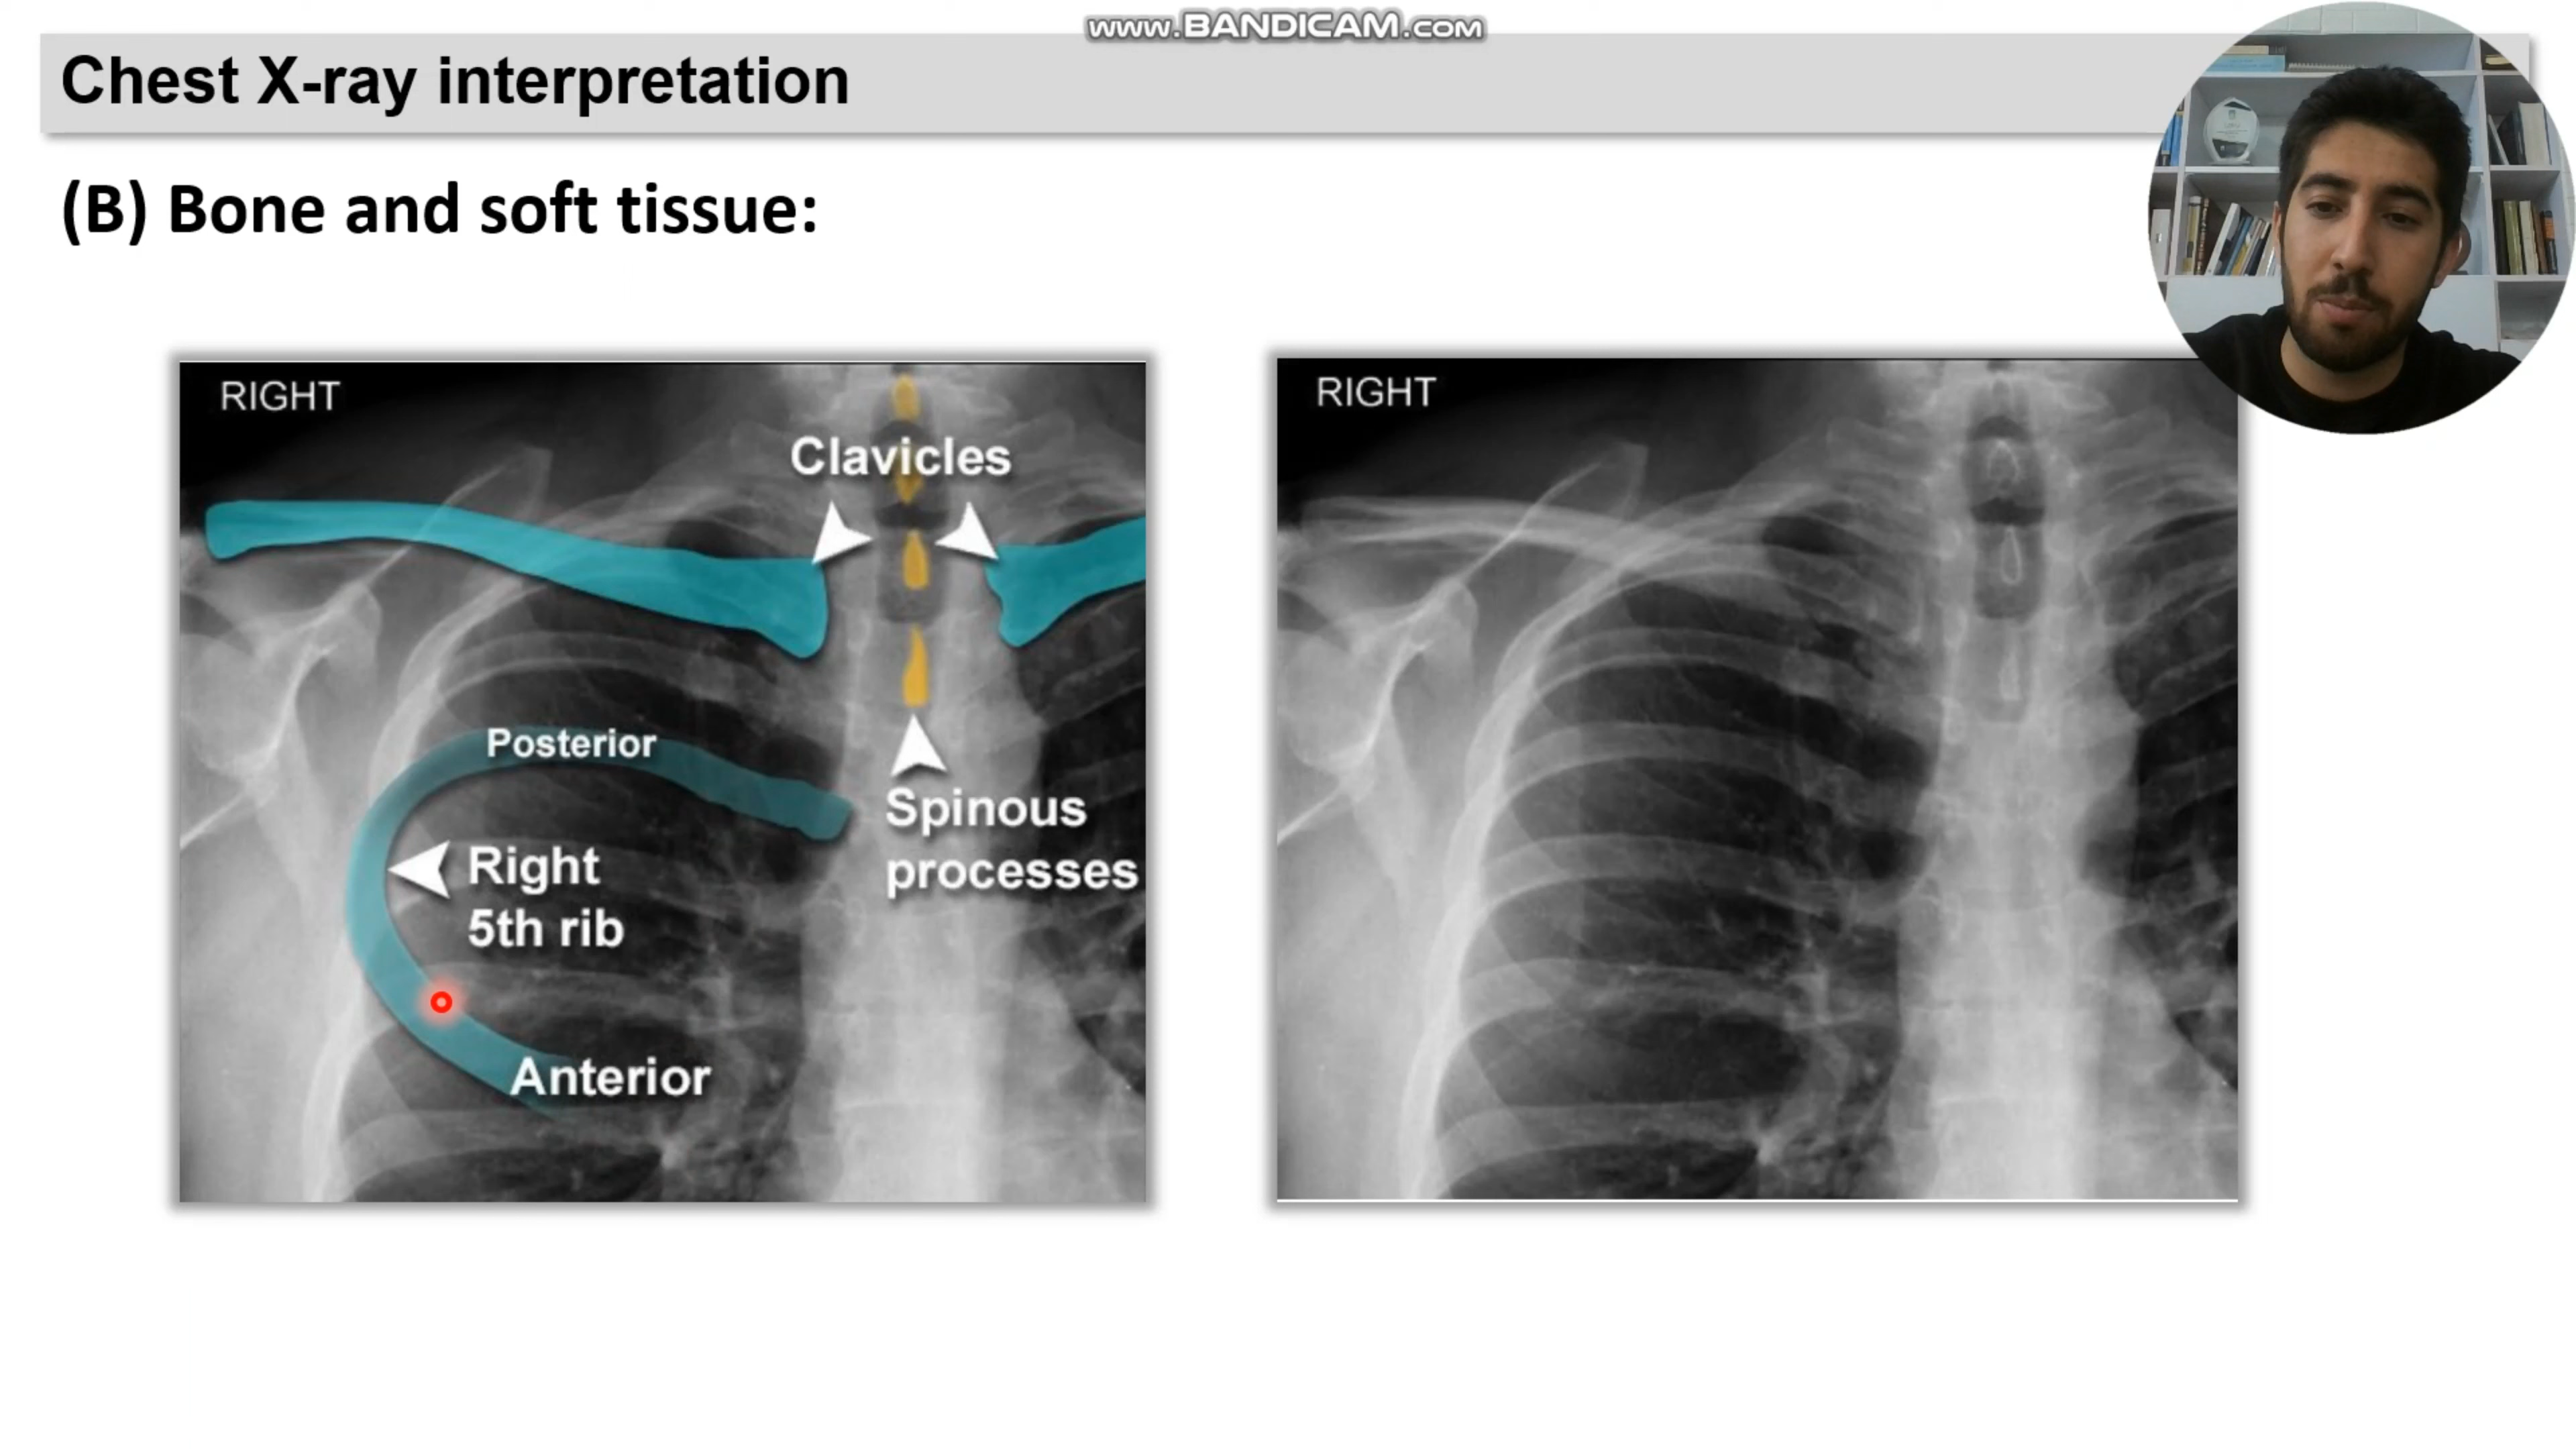 www.BANDICAM.com
Chest X-ray interpretation
(B) Bone and soft tissue:
RIGHT
Clavicles
Posterior
Spinous
processes
Right
5th rib
Anterior
RIGHT